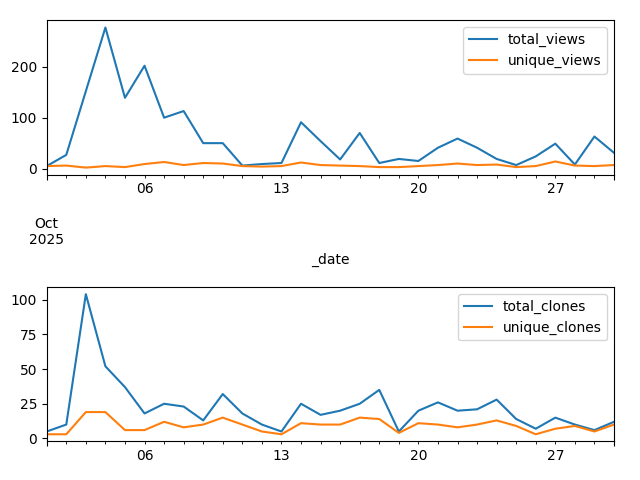 total_views
unique_views
200
100
0
06 13 20 27
Oct
2025
_date
total_clones
unique_clones
100
75
50
25
0
06 13 20 27